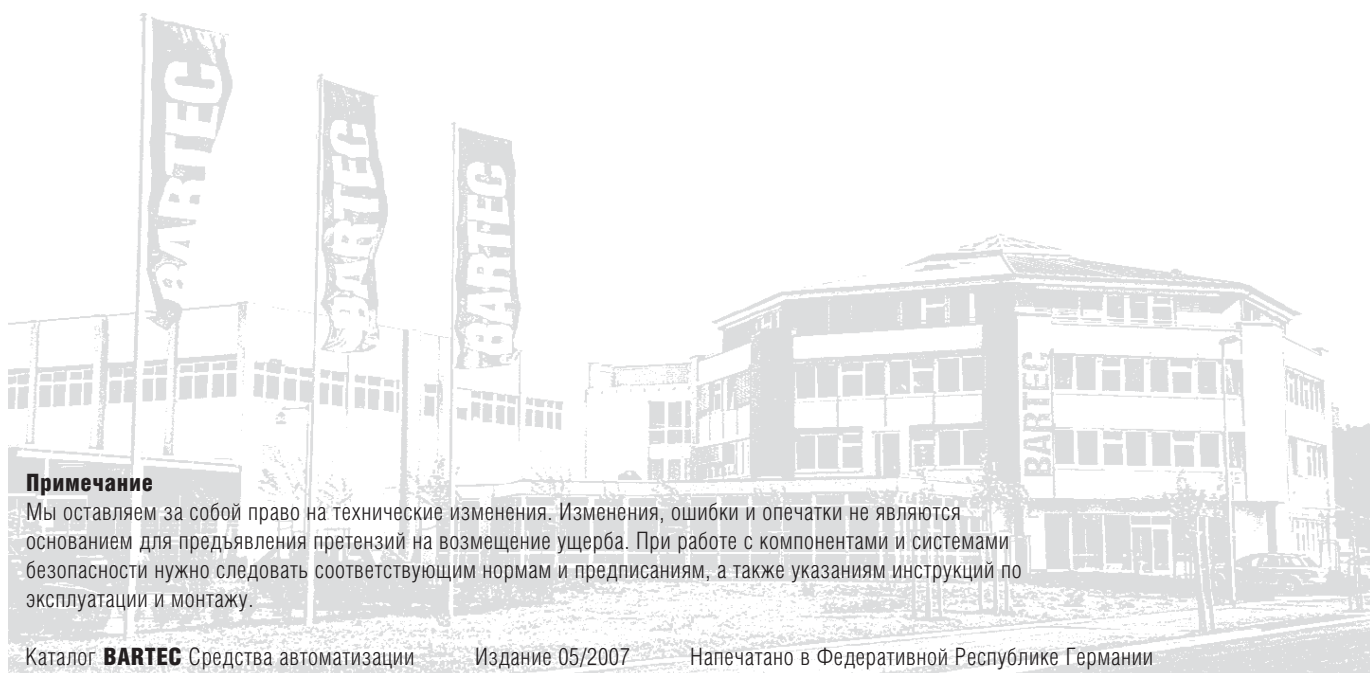 BARTEC
BARTEC
BARTEC
BARTEC
Примечание
Мы оставляем за собой право на технические изменения. Изменения, ошибки и опечатки не являются
основанием для предъявления претензий на возмещение ущерба. При работе с компонентами и системами
безопасности нужно следовать соответствующим нормам и предписаниям, а также указаниям инструкций по
эксплуатации и монтажу.
Каталог BARTEC Средства автоматизации Издание 05/2007 Напечатано в Федеративной Республике Германии